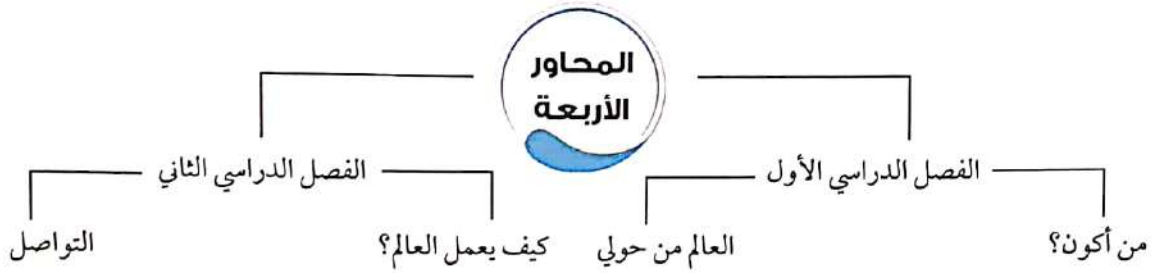 المحاور
الأربعة
الفصل الدراسي الأول
الفصل الدراسي الثاني
من أكون؟
العالم من حولي
كيف يعمل العالم؟
التواصل